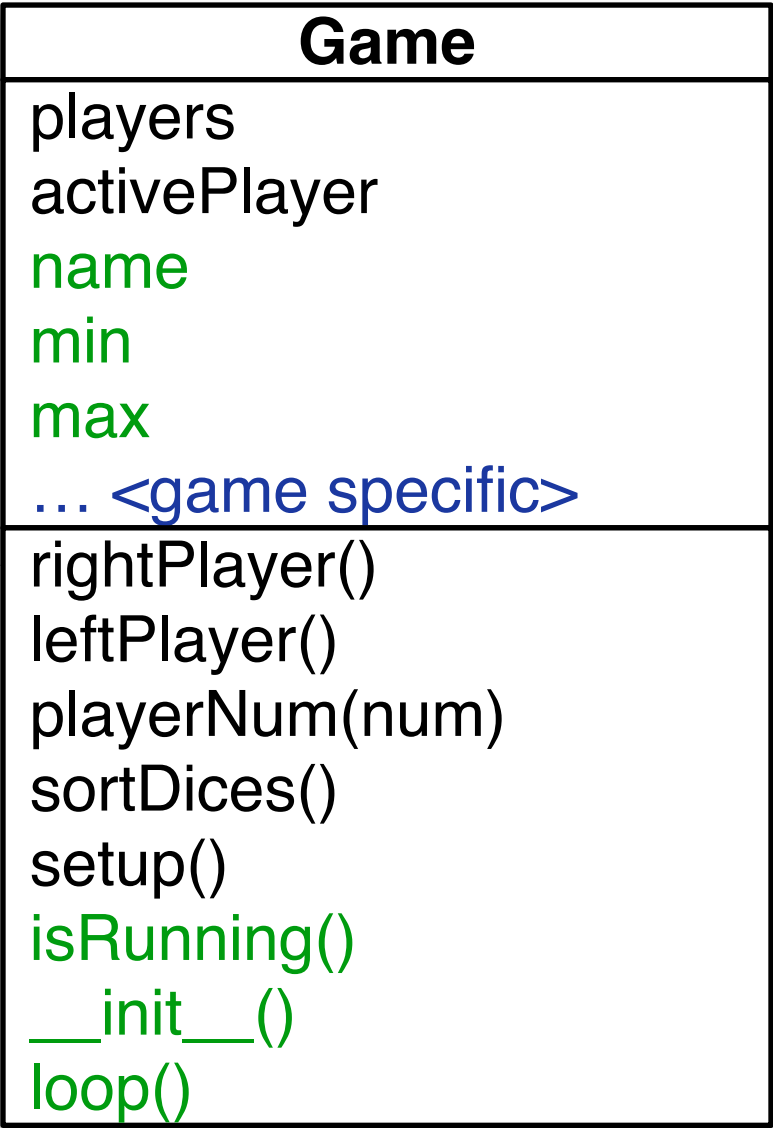 Game
players
activePlayer
name
min
max
… <game specific>
rightPlayer()
leftPlayer()
playerNum(num)
sortDices()
setup()
isRunning()
__init__()
loop()